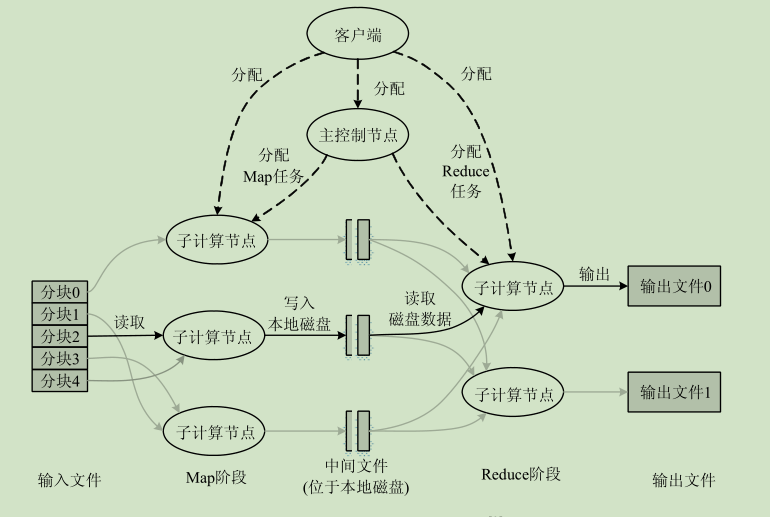 客户端
分配
分配
分配
主控制节点
分配
Map任务
分配
Reduce
任务
子计算节点
分块0
分块1
分块2
分块3
分块4
读取
子计算节点
写入
本地磁盘
读取
磁盘数据
子计算节点
输出
输出文件0
子计算节点
输出文件1
子计算节点
输入文件
Map阶段
中间文件
(位于本地磁盘)
Reduce阶段
输出文件